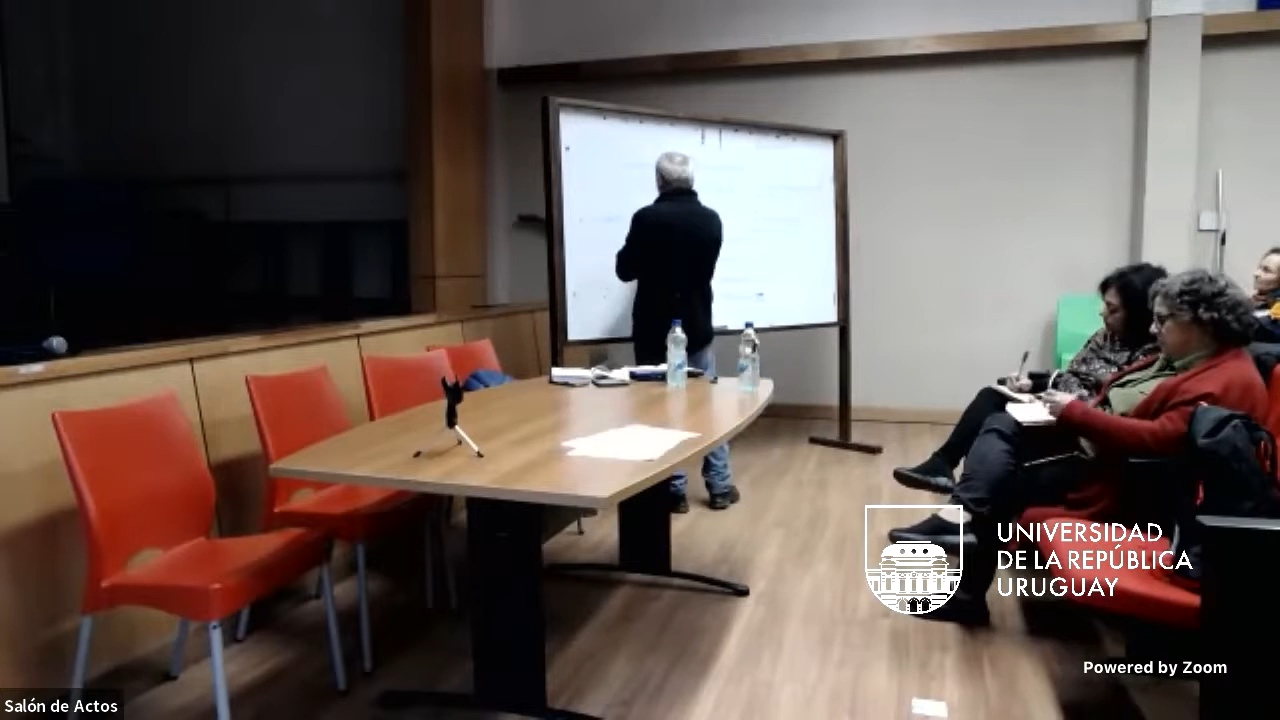 UNIVERSIDAD
DE LA REPÚBLICA
URUGUAY
Powered by Zoom
Salón de Actos